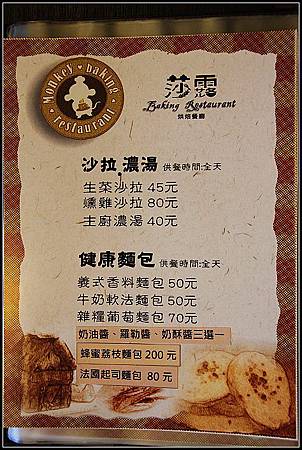 Monkey baking
restaurant
莎露
Baking Restaurant
烘焙餐廳
沙拉.濃湯 供餐時間:全天
生菜沙拉 45元
燻雞沙拉 80元
主廚濃湯 40元
健康麵包 供餐時間:全天
義式香料麵包 50元
牛奶軟法麵包 50元
雜糧葡萄麵包 70元
奶油醬、羅勒醬、奶酥醬三選一
蜂蜜荔枝麵包 200 元
法國起司麵包 80 元